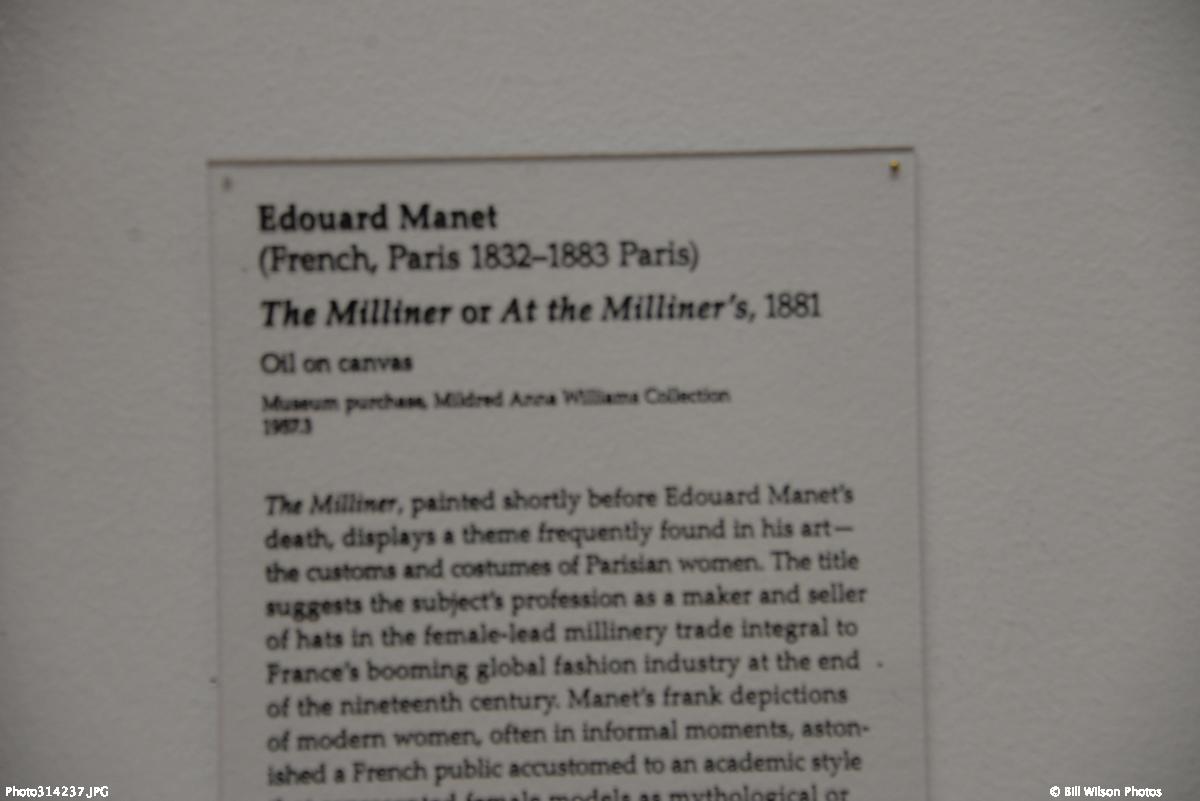 Edouard Manet
(French, Paris 1832–1883 Paris)
The Milliner or At the Milliner's, 1881
Oil on canvas
Museum purchase, Mildred Anna Williams Collection
1957.3
The Milliner, painted shortly before Edouard Manet's
death, displays a theme frequently found in his art—
the customs and costumes of Parisian women. The title
suggests the subject's profession as a maker and seller
of hats in the female-lead millinery trade integral to
France's booming global fashion industry at the end
of the nineteenth century. Manet's frank depictions
of modern women, often in informal moments, aston-
ished a French public accustomed to an academic style
female models as mythological or
Photo314237.JPG
© Bill Wilson Photos